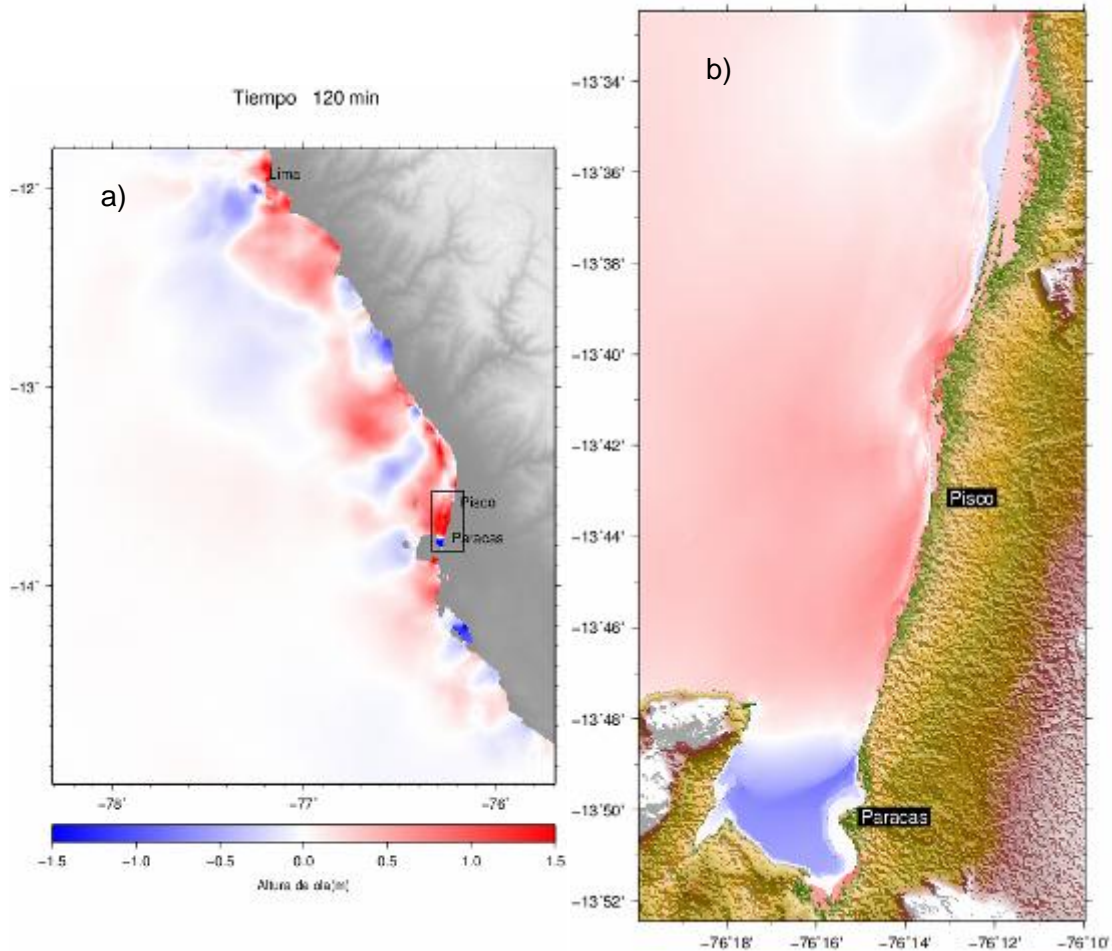 Tiempo 120 min
a)
Lima
Pisco
Paracas
−12˚
−13˚
−14˚
−78˚ −77˚ −76˚
−1.5 −1.0 −0.5 0.0 0.5 1.0 1.5
Altura de ola(m)
b)
−13˚34'
−13˚36'
−13˚38'
−13˚40'
−13˚42'
Pisco
−13˚44'
−13˚46'
−13˚48'
−13˚50'
Paracas
−13˚52'
−76˚18' −76˚16' −76˚14' −76˚12' −76˚10'